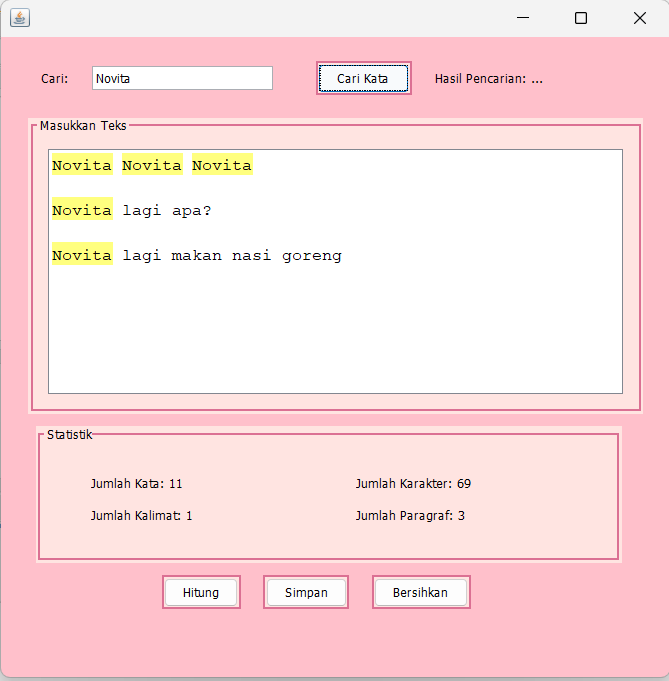 Cari: Novita Cari Kata Hasil Pencarian: ...
Masukkan Teks
Novita Novita Novita
Novita lagi apa?
Novita lagi makan nasi goreng
Statistik
Jumlah Kata: 11 Jumlah Karakter: 69
Jumlah Kalimat: 1 Jumlah Paragraf: 3
Hitung Simpan Bersihkan